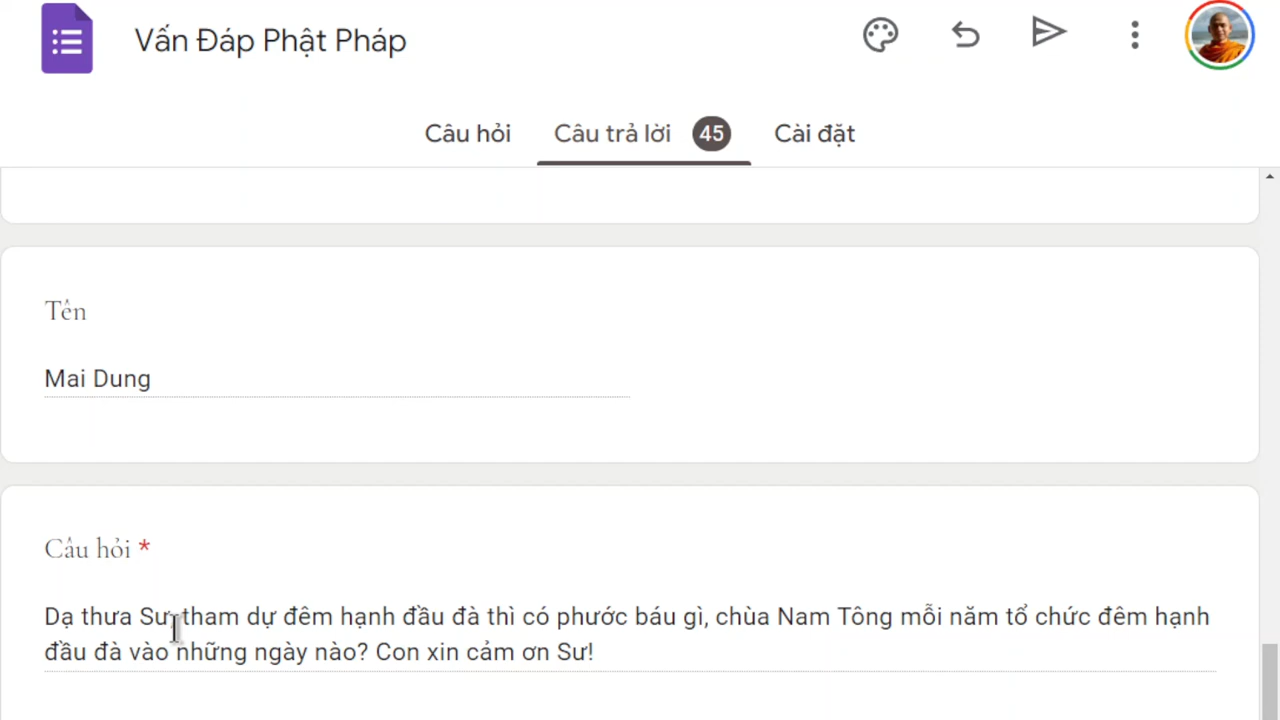 Vấn Đáp Phật Pháp
Câu hỏi
Câu trả lời
45
Cài đặt
Tên
Mai Dung
Câu hỏi *
Dạ thưa Sư, tham dự đêm hạnh đầu đà thì có phước báu gì, chùa Nam Tông mỗi năm tổ chức đêm hạnh
đầu đà vào những ngày nào? Con xin cảm ơn Sư!